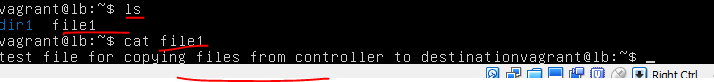 vagrant@lb:~$ ls
dir1  file1
vagrant@lb:~$ cat file1
test file for copying files from controller to destinationvagrant@lb:~$ _
Right Ctrl